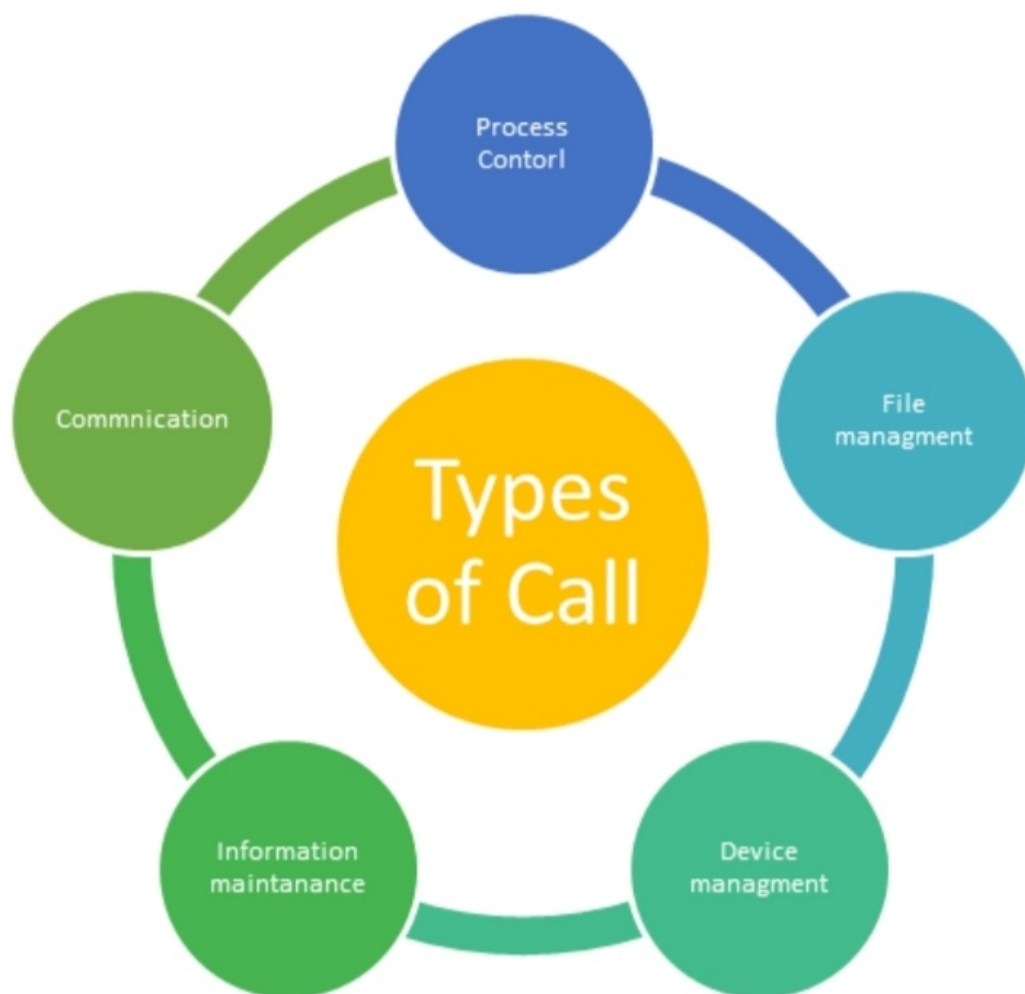 Process
Contorl
File
managment
Device
managment
Information
maintanance
Commnication
Types
of Call